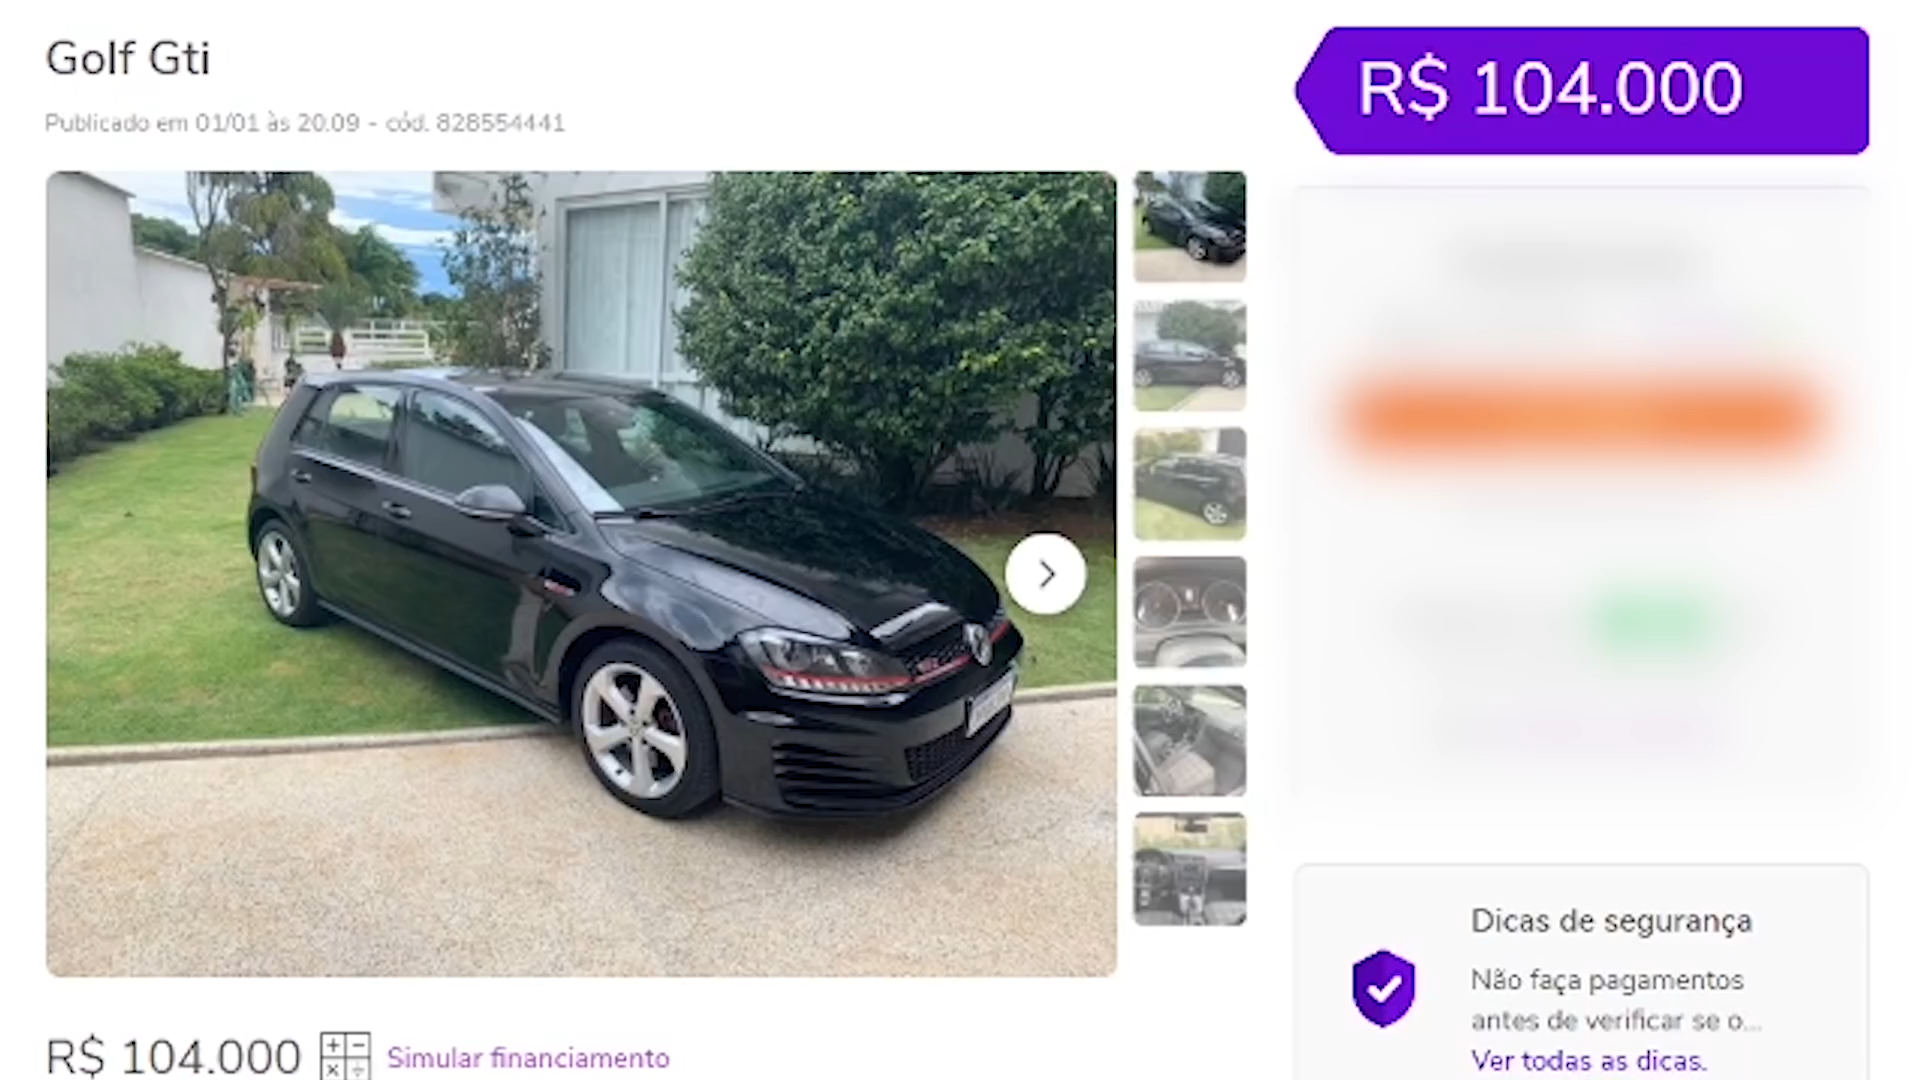 Golf Gti
Publicado em 01/01 às 20:09 - cód. 828554441
R$ 104.000
R$ 104.000
Simular financiamento
Dicas de segurança
Não faça pagamentos
antes de verificar se o...
Ver todas as dicas.